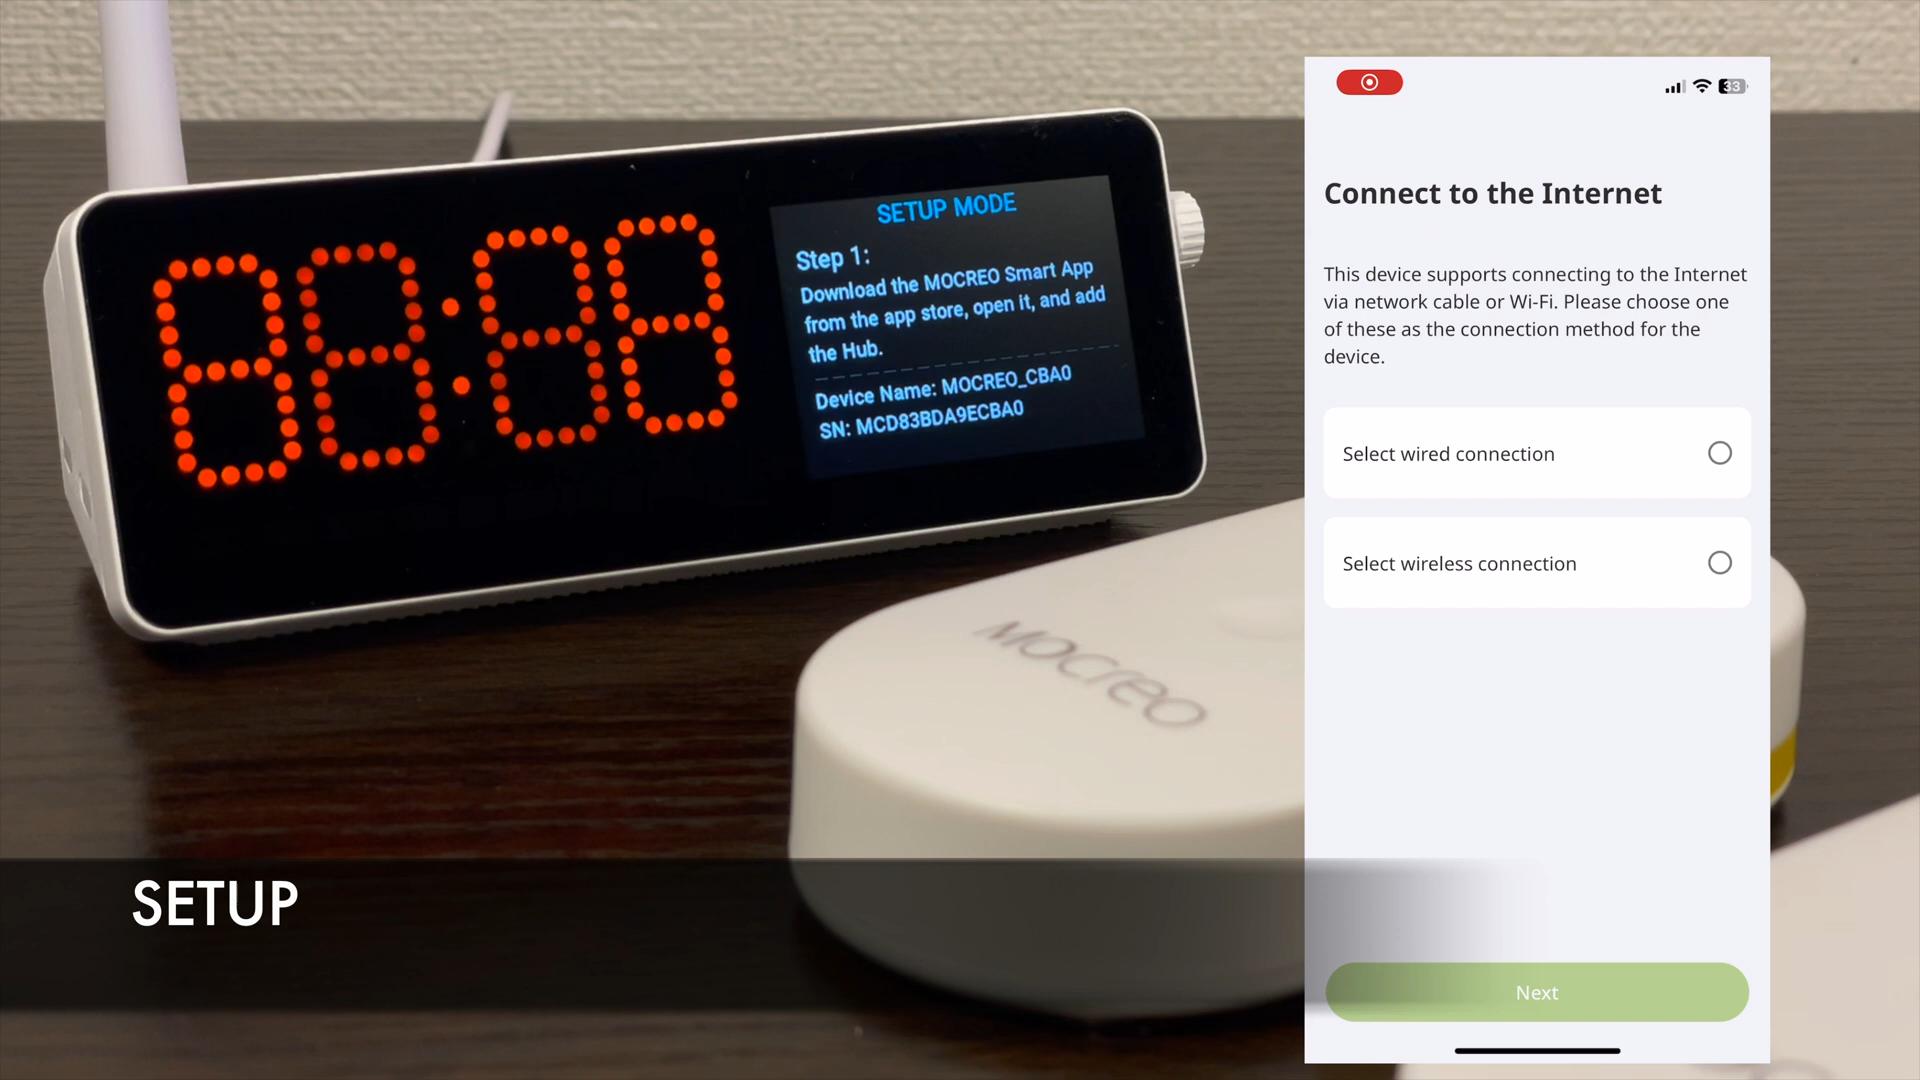 88:88
SETUP MODE
Step 1:
Download the MOCREO Smart App
from the app store, open it, and add
the Hub.
Device Name: MOCREO_CBA0
SN: MCD83BDA9ECBA0
MOCREO
SETUP
33
Connect to the Internet
This device supports connecting to the Internet
via network cable or Wi-Fi. Please choose one
of these as the connection method for the
device.
Select wired connection
Select wireless connection
Next